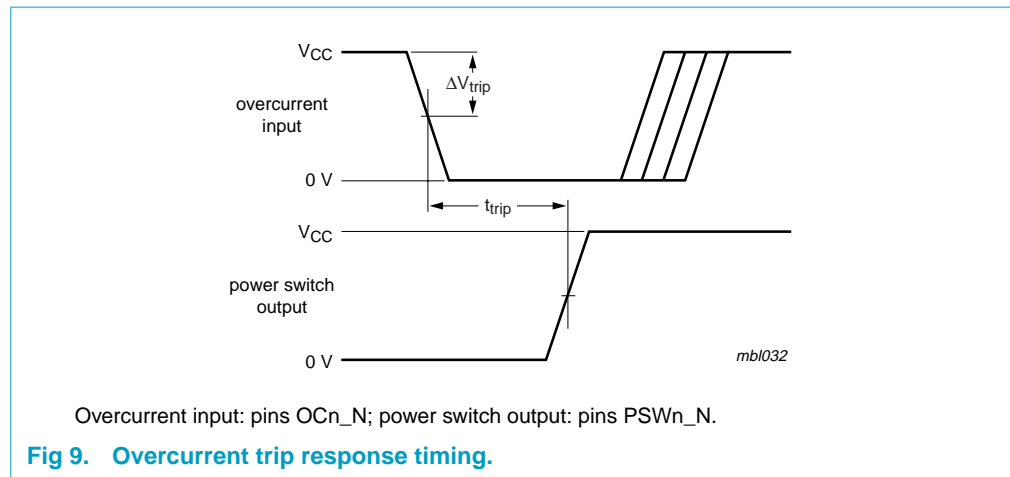 VCC
ΔVtrip
overcurrent
input
0 V
ttrip
VCC
power switch
output
0 V
mbl032
Overcurrent input: pins OCn_N; power switch output: pins PSWn_N.
Fig 9. Overcurrent trip response timing.